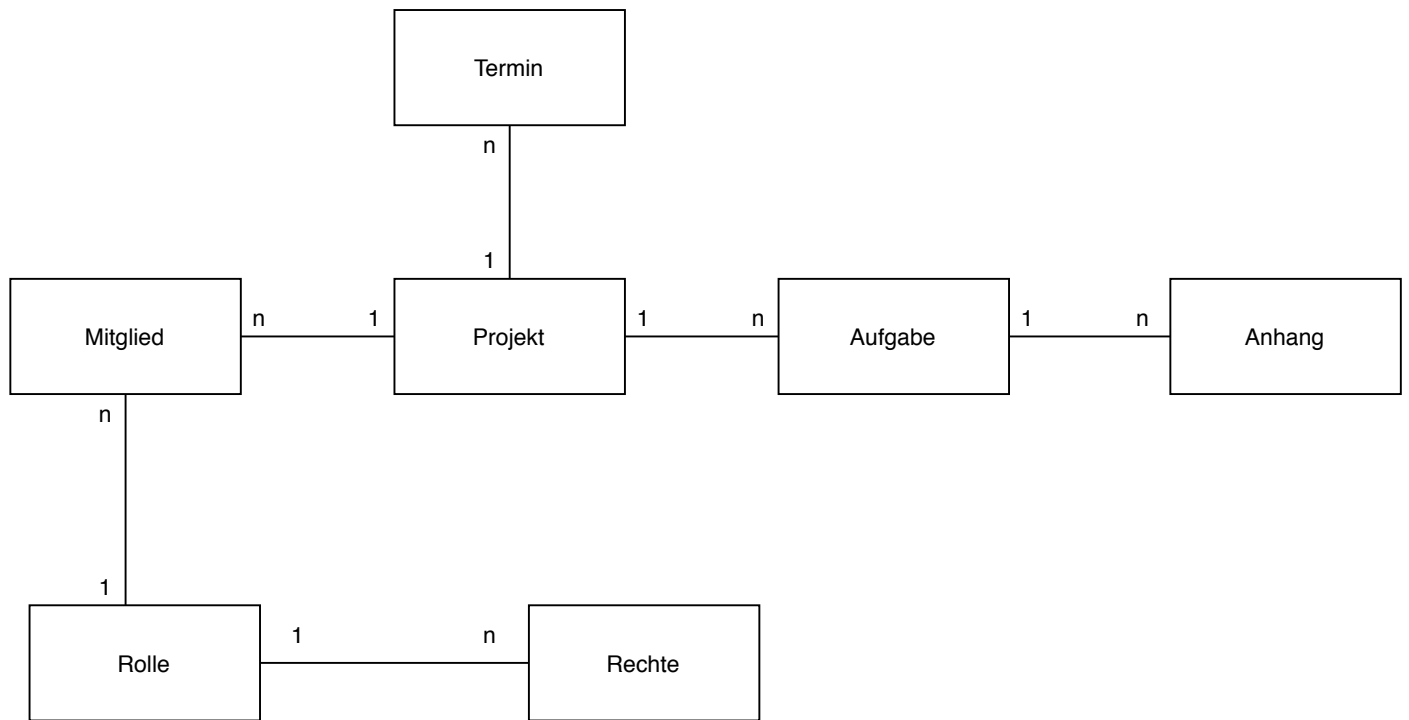 Termin
n
1
Mitglied
n
1
Projekt
1
n
Aufgabe
1
n
Anhang
n
1
Rolle
1
n
Rechte